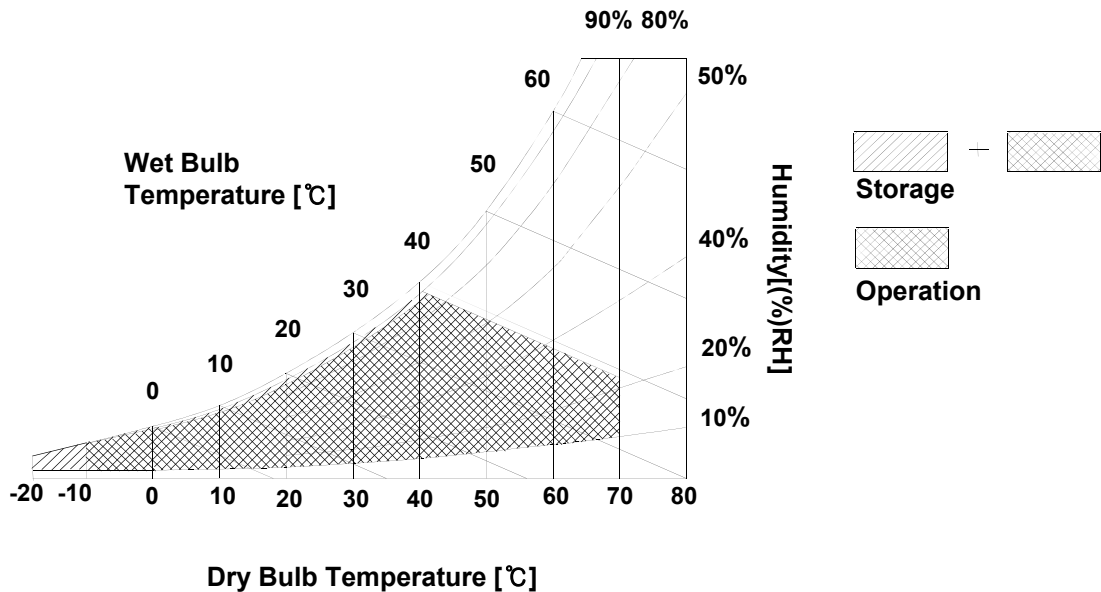 90% 80%
60
50%
50
Wet Bulb
Temperature [℃]
Humidity[(%)RH]
Storage
40
40%
Operation
30
20
20%
10
0
10%
-20 -10 0 10 20 30 40 50 60 70 80
Dry Bulb Temperature [℃]